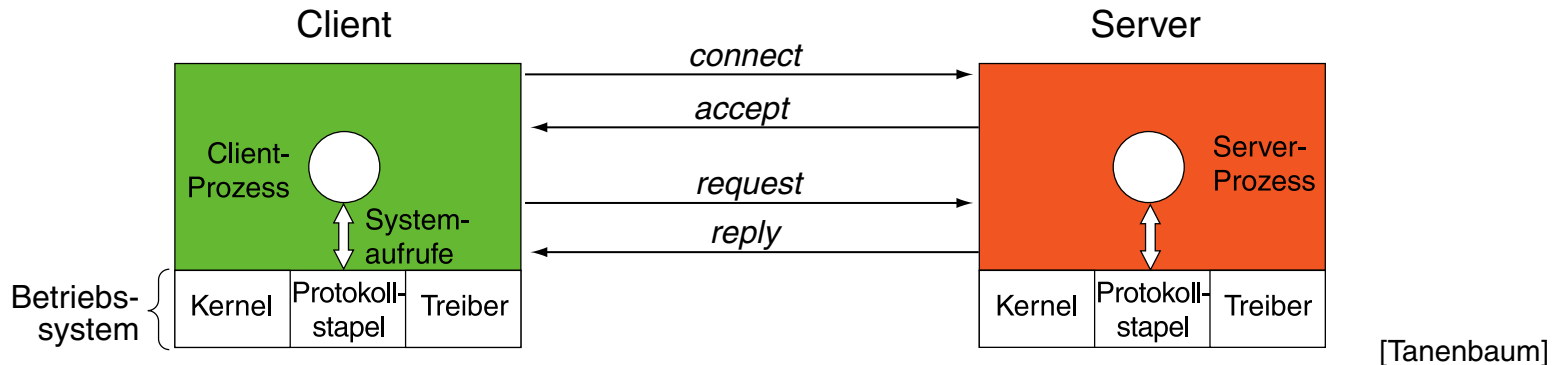 Client
Server
connect
accept
Client-
Prozess
Server-
Prozess
request
System-
aufrufe
reply
Betriebs-
system
Kernel
Protokoll-
stapel
Treiber
Kernel
Protokoll-
stapel
Treiber
[Tanenbaum]